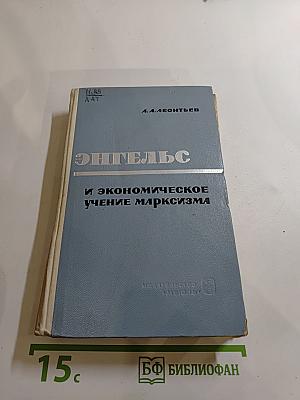 Л.А.Леонтьев
ЭНГЕЛЬС
И ЭКОНОМИЧЕСКОЕ
УЧЕНИЕ МАРКСИЗМА
15с
БФ БИБЛИОФАН